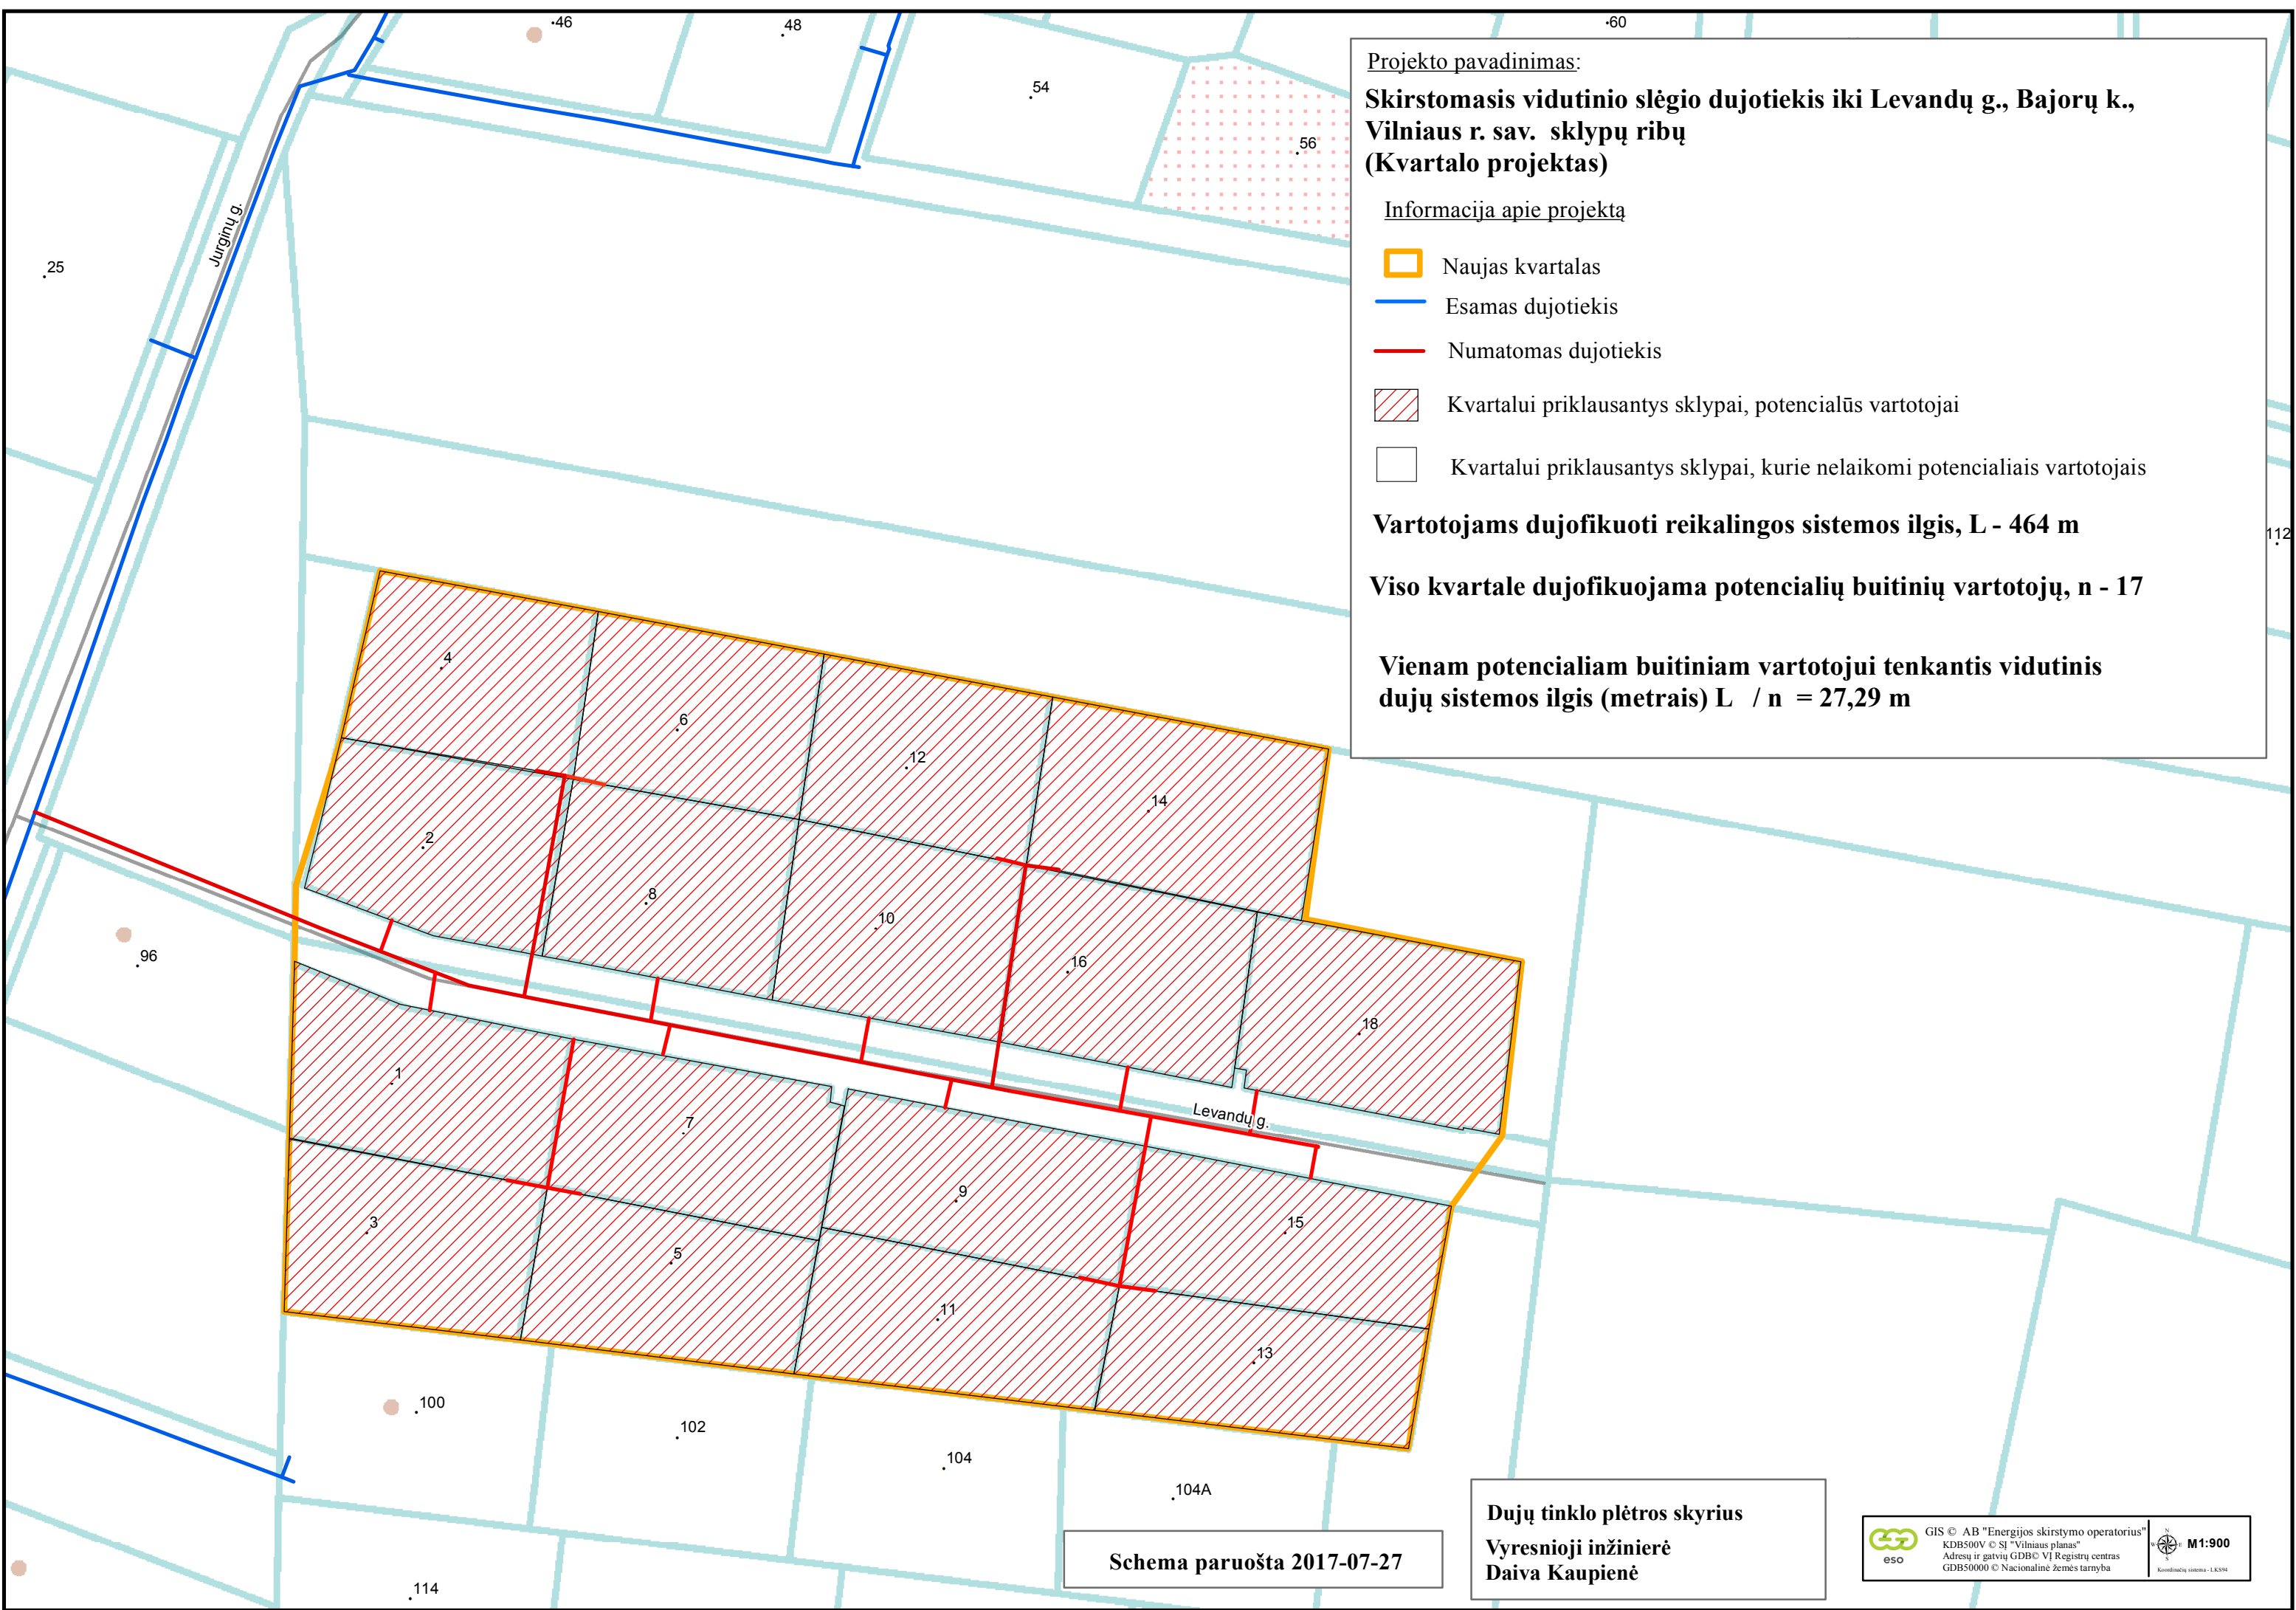 46
48
60
Projekto pavadinimas:
Skirstomasis vidutinio slėgio dujotiekis iki Levandų g., Bajorų k.,
Vilniaus r. sav. sklypų ribų
(Kvartalo projektas)
Informacija apie projektą
Naujas kvartalas
Esamas dujotiekis
Numatomas dujotiekis
Kvartalui priklausantys sklypai, potencialūs vartotojai
Kvartalui priklausantys sklypai, kurie nelaikomi potencialiais vartotojais
Vartotojams dujofikuoti reikalingos sistemos ilgis, L - 464 m
Viso kvartale dujofikuojama potencialių buitinių vartotojų, n - 17
Vienam potencialiam buitiniam vartotojui tenkantis vidutinis
dujų sistemos ilgis (metrais) L / n = 27,29 m
54
56
Jurginų g.
25
112
4
6
12
14
2
8
10
16
18
96
1
7
Levandų g.
9
15
3
5
11
13
100
102
104
104A
114
Schema paruošta 2017-07-27
Dujų tinklo plėtros skyrius
Vyresnioji inžinierė
Daiva Kaupienė
eso
GIS © AB "Energijos skirstymo operatorius"
KDB500V © SĮ "Vilniaus planas"
Adresų ir gatvių GDB© VĮ Registrų centras
GDB50000 © Nacionalinė žemės tarnyba
N
W
E
S
M1:900
Koordinačių sistema - LKS94